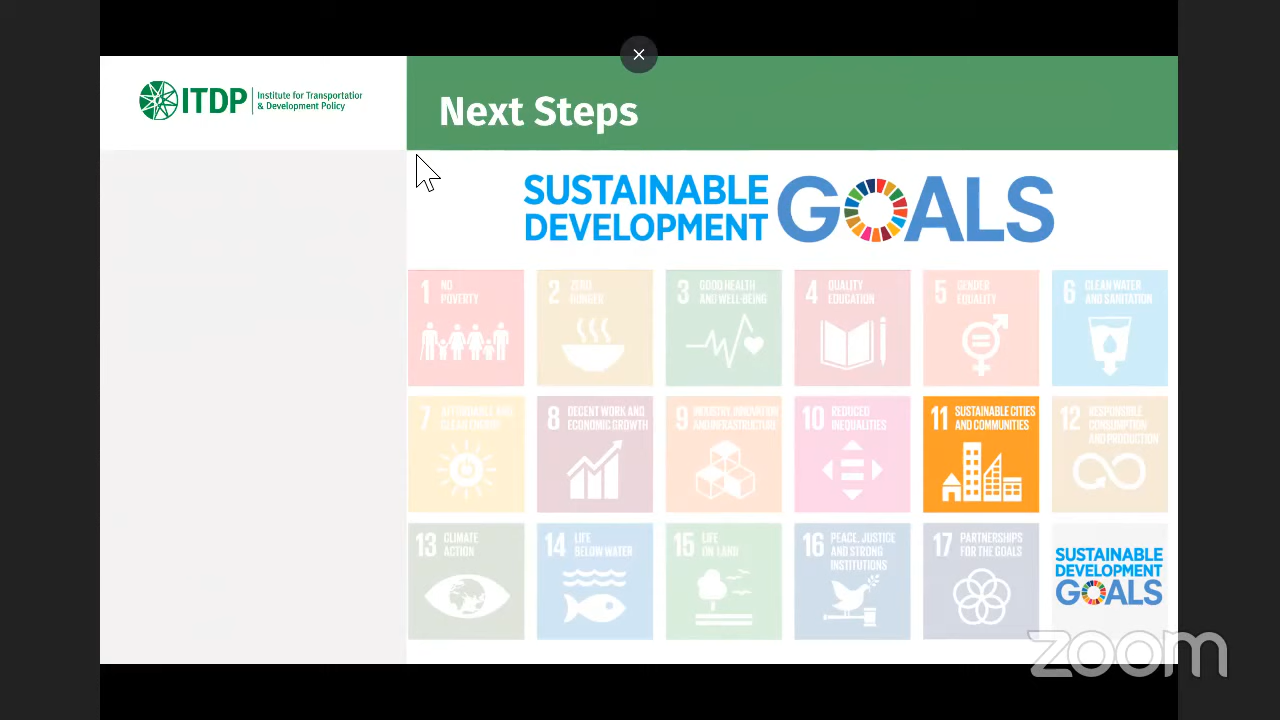 ITDP
Institute for Transportation
& Development Policy
Next Steps
SUSTAINABLE
DEVELOPMENT
GOALS
1 NO
POVERTY
2 ZERO
HUNGER
3 GOOD HEALTH
AND WELL-BEING
4 QUALITY
EDUCATION
5 GENDER
EQUALITY
6 CLEAN WATER
AND SANITATION
7 AFFORDABLE AND
CLEAN ENERGY
8 DECENT WORK AND
ECONOMIC GROWTH
9 INDUSTRY, INNOVATION
AND INFRASTRUCTURE
10 REDUCED
INEQUALITIES
11 SUSTAINABLE CITIES
AND COMMUNITIES
12 RESPONSIBLE
CONSUMPTION
AND PRODUCTION
13 CLIMATE
ACTION
14 LIFE
BELOW WATER
15 LIFE
ON LAND
16 PEACE, JUSTICE
AND STRONG
INSTITUTIONS
17 PARTNERSHIPS
FOR THE GOALS
SUSTAINABLE
DEVELOPMENT
GOALS
zoom